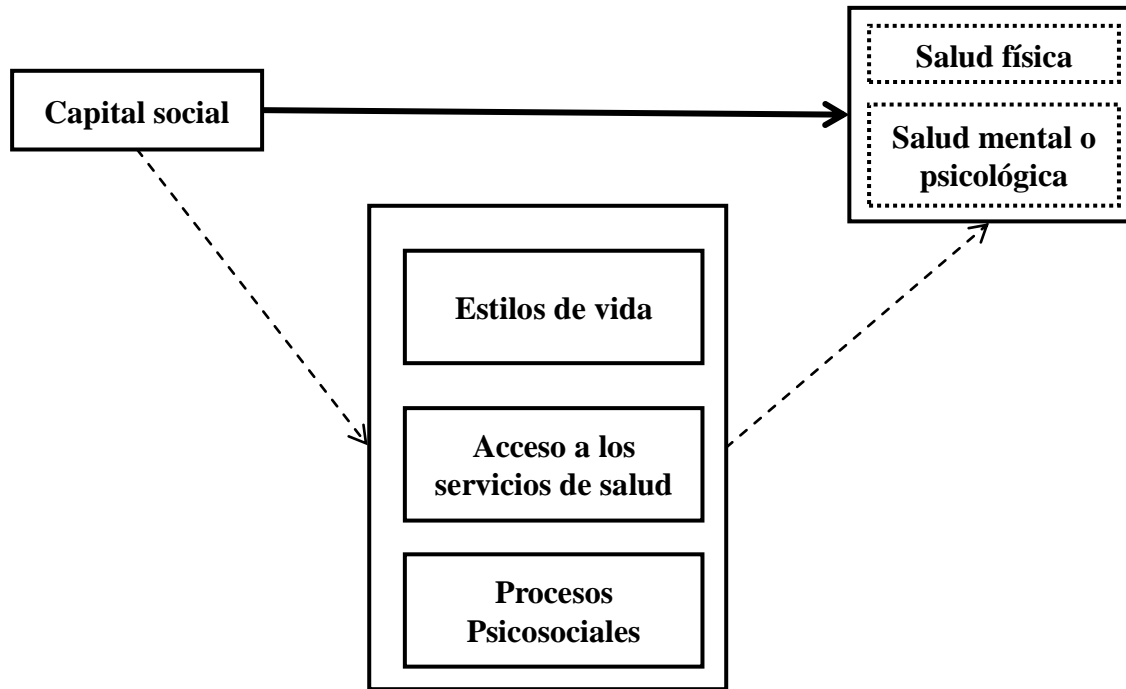 Capital social
Salud física
Salud mental o
psicológica
Estilos de vida
Acceso a los
servicios de salud
Procesos
Psicosociales